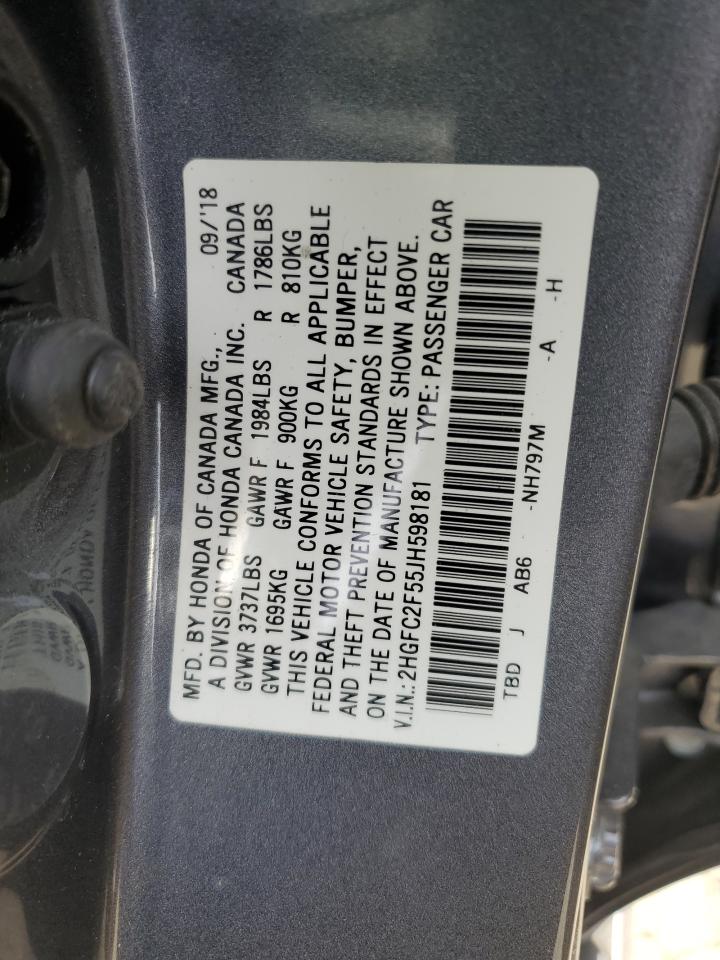 MFD. BY HONDA OF CANADA MFG., 09/'18
A DIVISION OF HONDA CANADA INC. CANADA
GVWR 3737LBS GAWR F 1984LBS R 1786LBS
GVWR 1695KG GAWR F 900KG R 810KG
THIS VEHICLE CONFORMS TO ALL APPLICABLE
FEDERAL MOTOR VEHICLE SAFETY, BUMPER,
AND THEFT PREVENTION STANDARDS IN EFFECT
ON THE DATE OF MANUFACTURE SHOWN ABOVE.
V.I.N.: 2HGFC2F55JH598181 TYPE: PASSENGER CAR
TBD J AB6 -NH797M -A -H